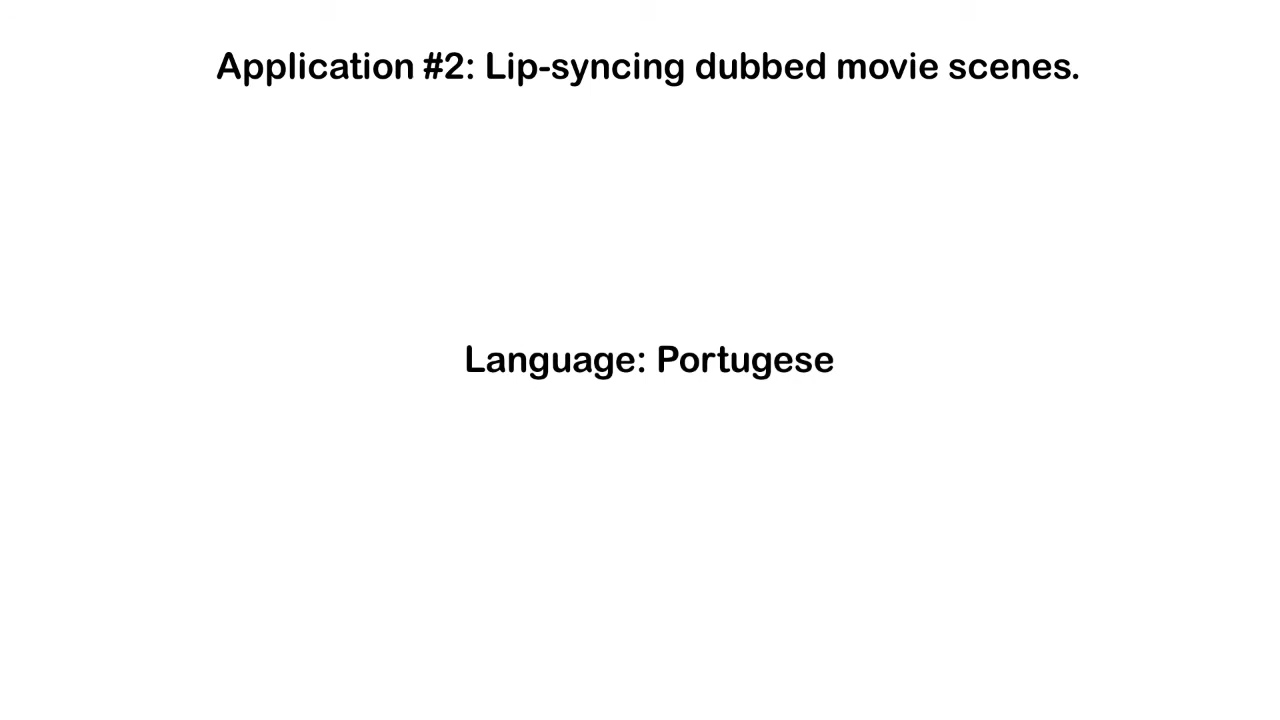 Application #2: Lip-syncing dubbed movie scenes.
Language: Portugese